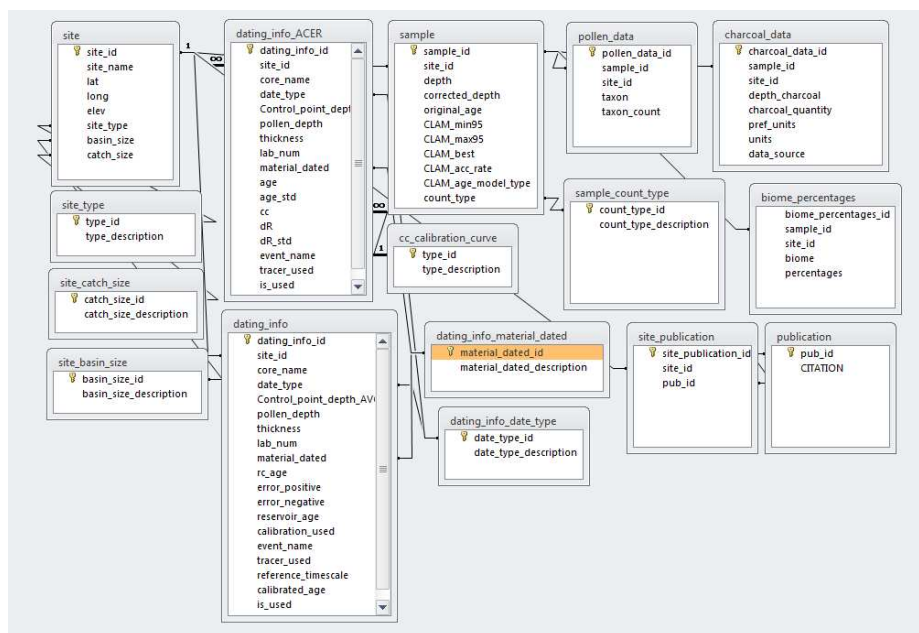 site
site_id
site_name
lat
long
elev
site_type
basin_size
catch_size
dating_info_ACER
dating_info_id
site_id
core_name
date_type
Control_point_dept
pollen_depth
thickness
lab_num
material_dated
age
age_std
cc
dR
dR_std
event_name
tracer_used
is_used
sample
sample_id
site_id
depth
corrected_depth
original_age
CLAM_min95
CLAM_max95
CLAM_best
CLAM_acc_rate
CLAM_age_model_type
count_type
pollen_data
pollen_data_id
sample_id
site_id
taxon
taxon_count
charcoal_data
charcoal_data_id
sample_id
site_id
depth_charcoal
charcoal_quantity
pref_units
units
data_source
1
∞
∞
1
site_type
type_id
type_description
cc_calibration_curve
type_id
type_description
sample_count_type
count_type_id
count_type_description
biome_percentages
biome_percentages_id
sample_id
site_id
biome
percentages
site_catch_size
catch_size_id
catch_size_description
site_basin_size
basin_size_id
basin_size_description
dating_info
dating_info_id
site_id
core_name
date_type
Control_point_depth_AV
pollen_depth
thickness
lab_num
material_dated
rc_age
error_positive
error_negative
reservoir_age
calibration_used
event_name
tracer_used
reference_timescale
calibrated_age
is_used
dating_info_material_dated
material_dated_id
material_dated_description
dating_info_date_type
date_type_id
date_type_description
site_publication
site_publication_id
site_id
pub_id
publication
pub_id
CITATION